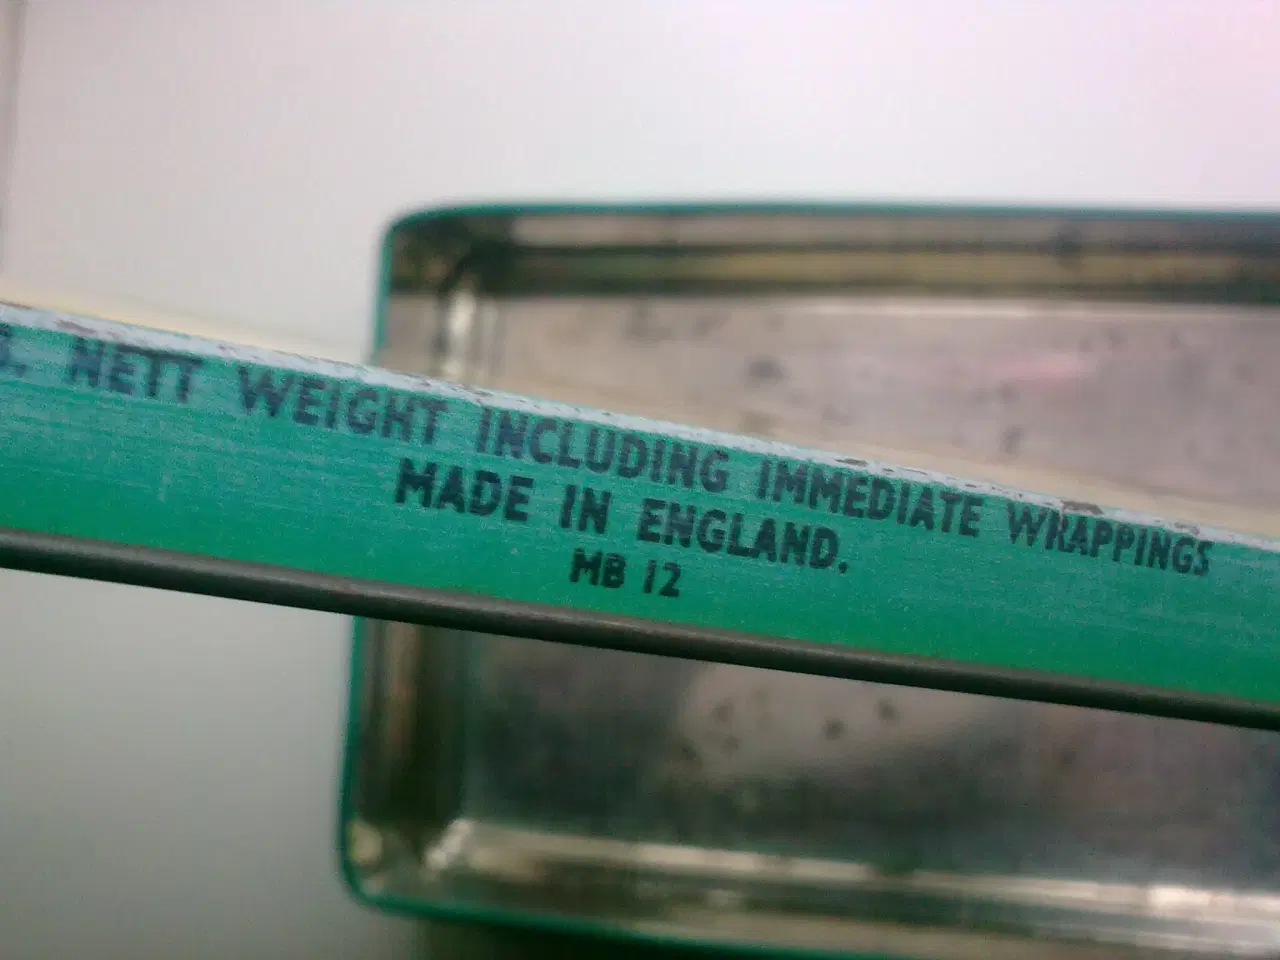 NETT WEIGHT INCLUDING IMMEDIATE WRAPPINGS
MADE IN ENGLAND.
MB 12